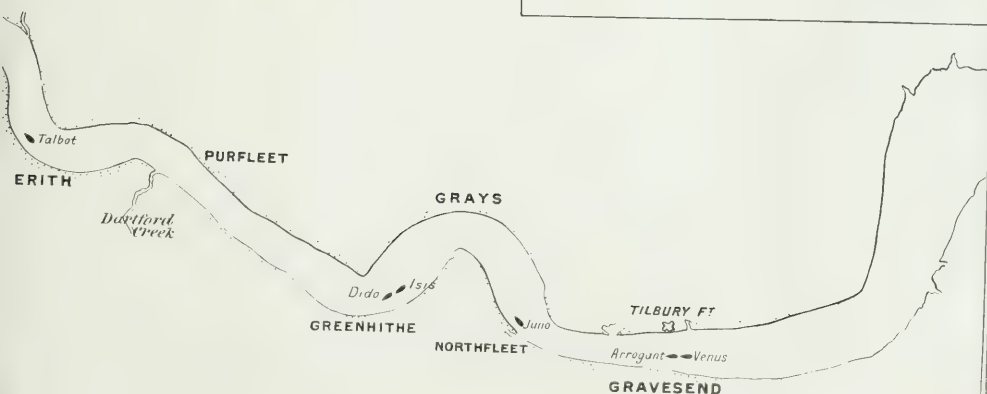 Talbot
PURFLEET
ERITH
GRAYS
Dartford
Creek
Isis
Dido
TILBURY FT
GREENHITHE
Juno
NORTHFLEET
Arrogant
Venus
GRAVESEND